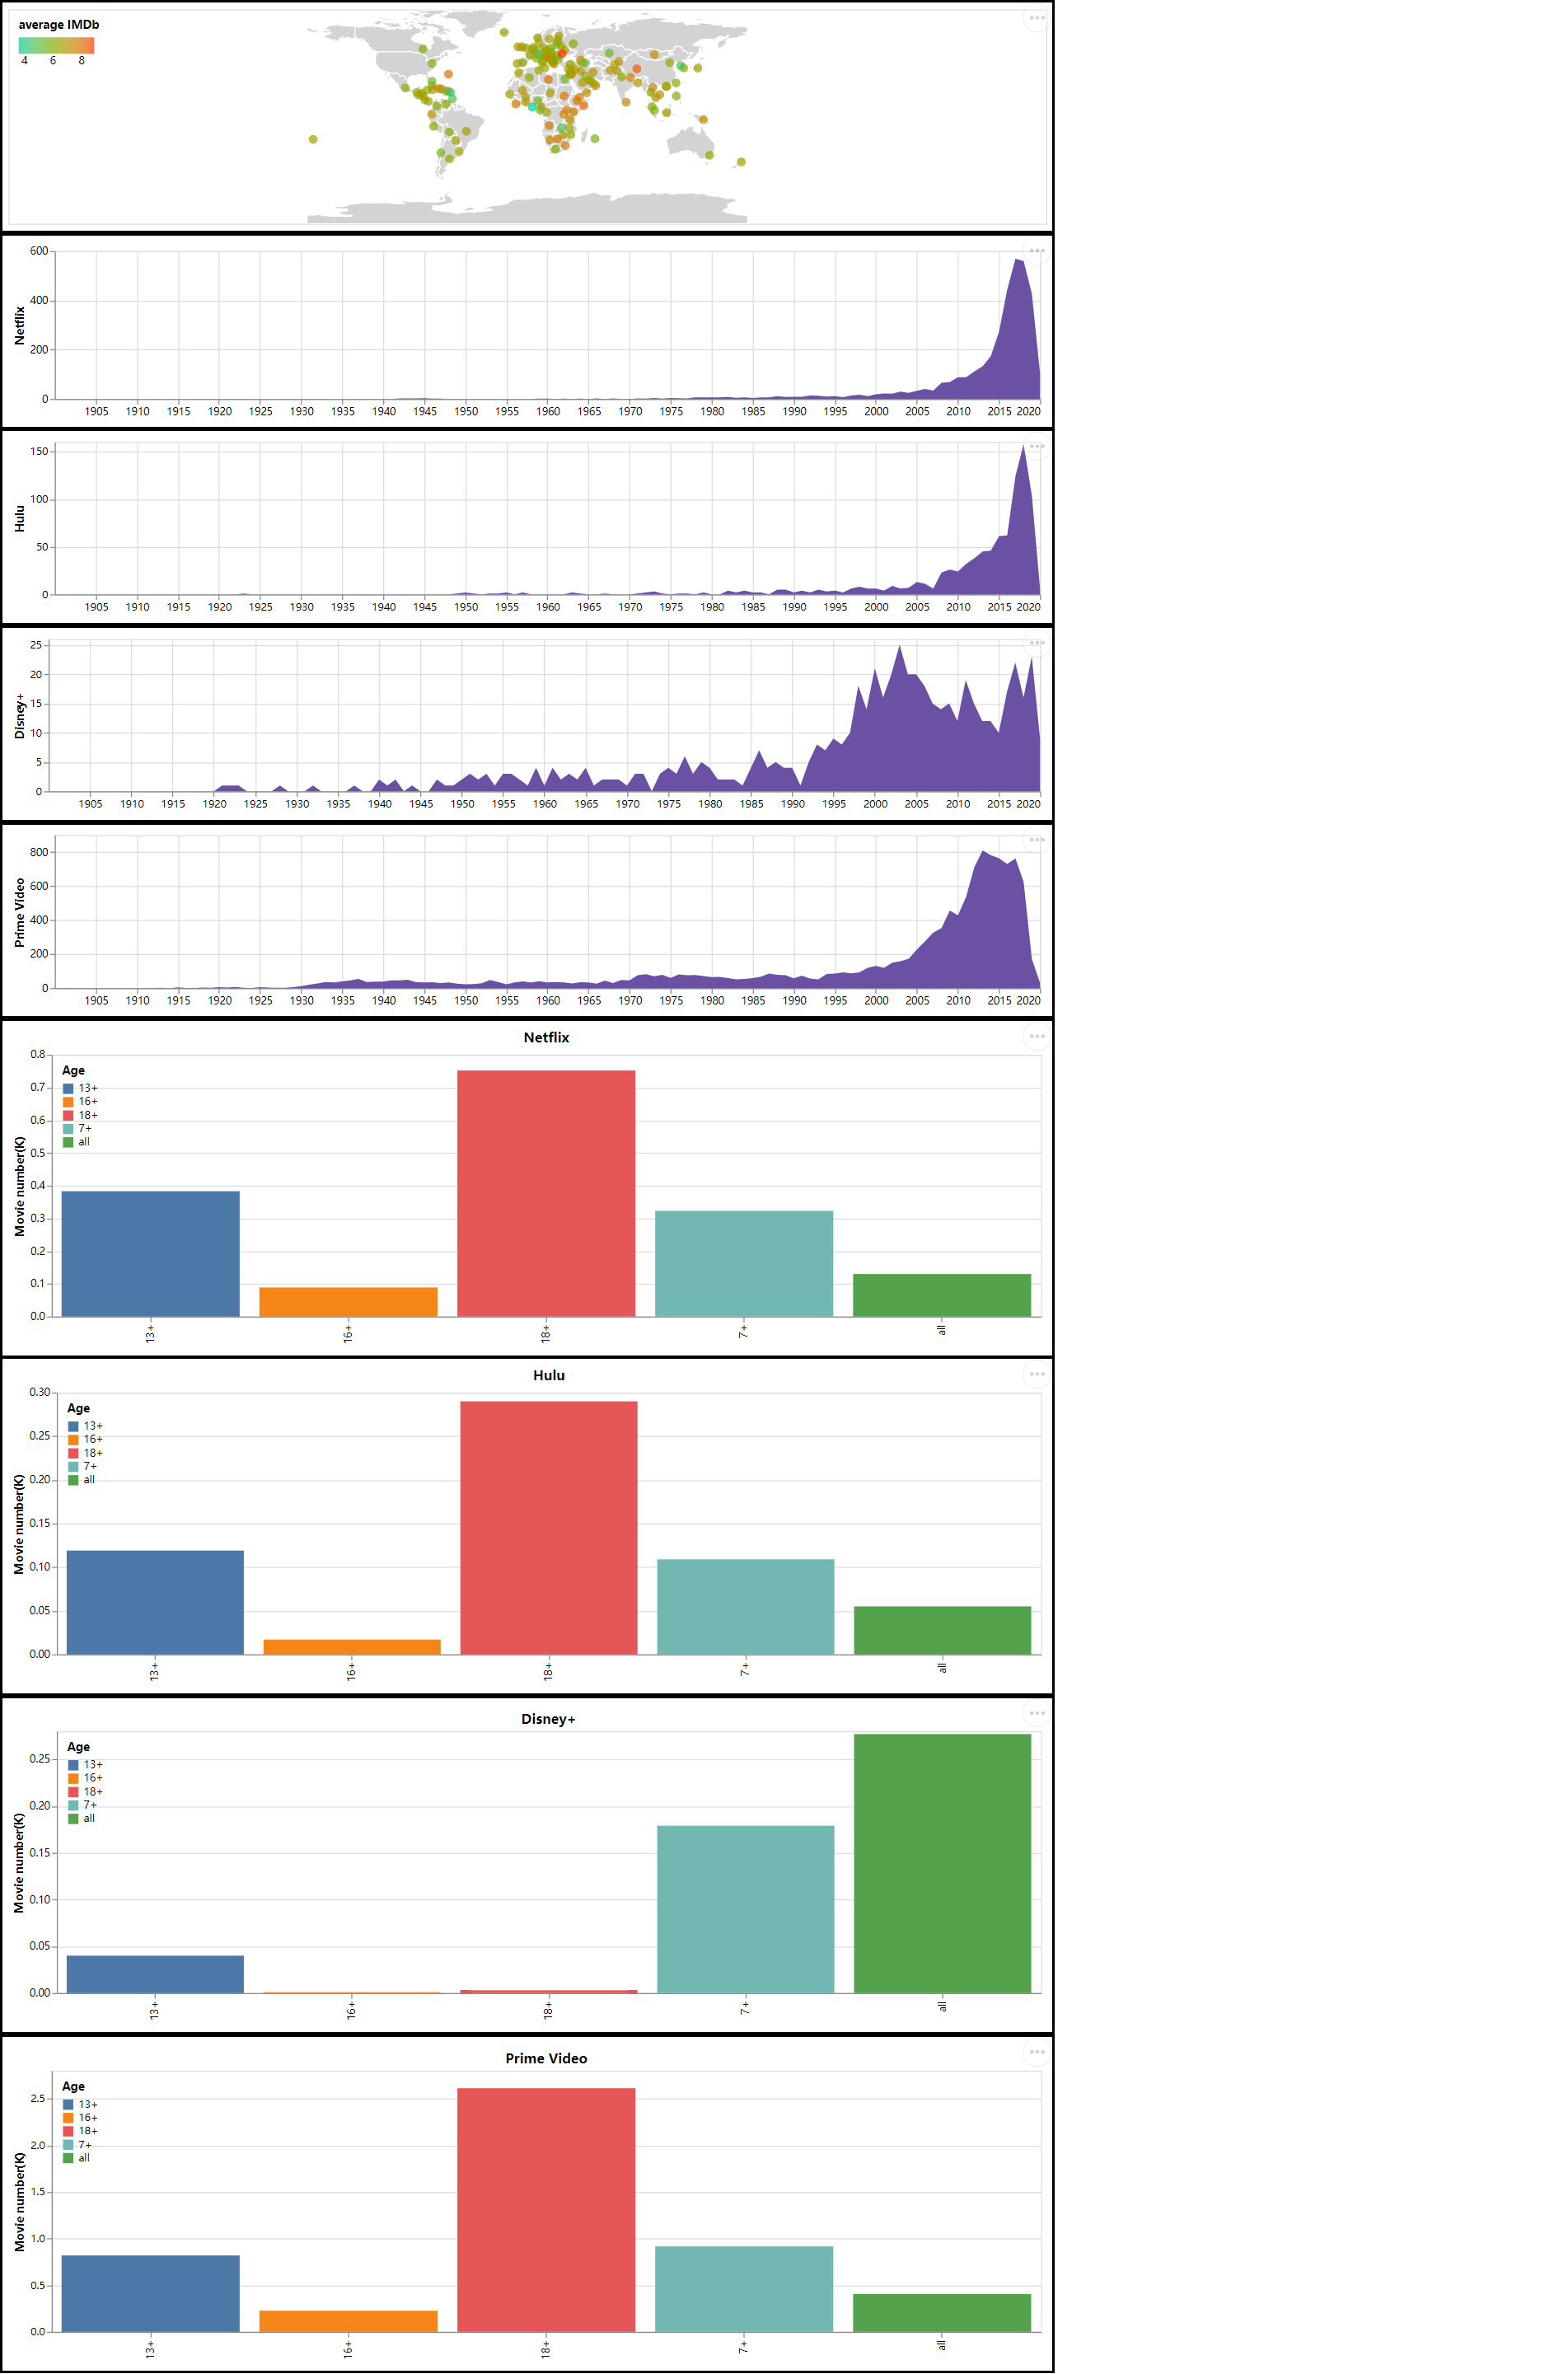 average IMDb
4 6 8
600
400
200
0
Netflix
1905 1910 1915 1920 1925 1930 1935 1940 1945 1950 1955 1960 1965 1970 1975 1980 1985 1990 1995 2000 2005 2010 2015 2020
150
100
50
0
Hulu
1905 1910 1915 1920 1925 1930 1935 1940 1945 1950 1955 1960 1965 1970 1975 1980 1985 1990 1995 2000 2005 2010 2015 2020
25
20
15
10
5
0
Disney+
1905 1910 1915 1920 1925 1930 1935 1940 1945 1950 1955 1960 1965 1970 1975 1980 1985 1990 1995 2000 2005 2010 2015 2020
800
600
400
200
0
Prime Video
1905 1910 1915 1920 1925 1930 1935 1940 1945 1950 1955 1960 1965 1970 1975 1980 1985 1990 1995 2000 2005 2010 2015 2020
Netflix
Age
13+
16+
18+
7+
all
0.8
0.7
0.6
0.5
0.4
0.3
0.2
0.1
0.0
Movie number(K)
13+ 16+ 18+ 7+ all
Hulu
Age
13+
16+
18+
7+
all
0.30
0.25
0.20
0.15
0.10
0.05
0.00
Movie number(K)
13+ 16+ 18+ 7+ all
Disney+
Age
13+
16+
18+
7+
all
0.25
0.20
0.15
0.10
0.05
0.00
Movie number(K)
13+ 16+ 18+ 7+ all
Prime Video
Age
13+
16+
18+
7+
all
2.5
2.0
1.5
1.0
0.5
0.0
Movie number(K)
13+ 16+ 18+ 7+ all